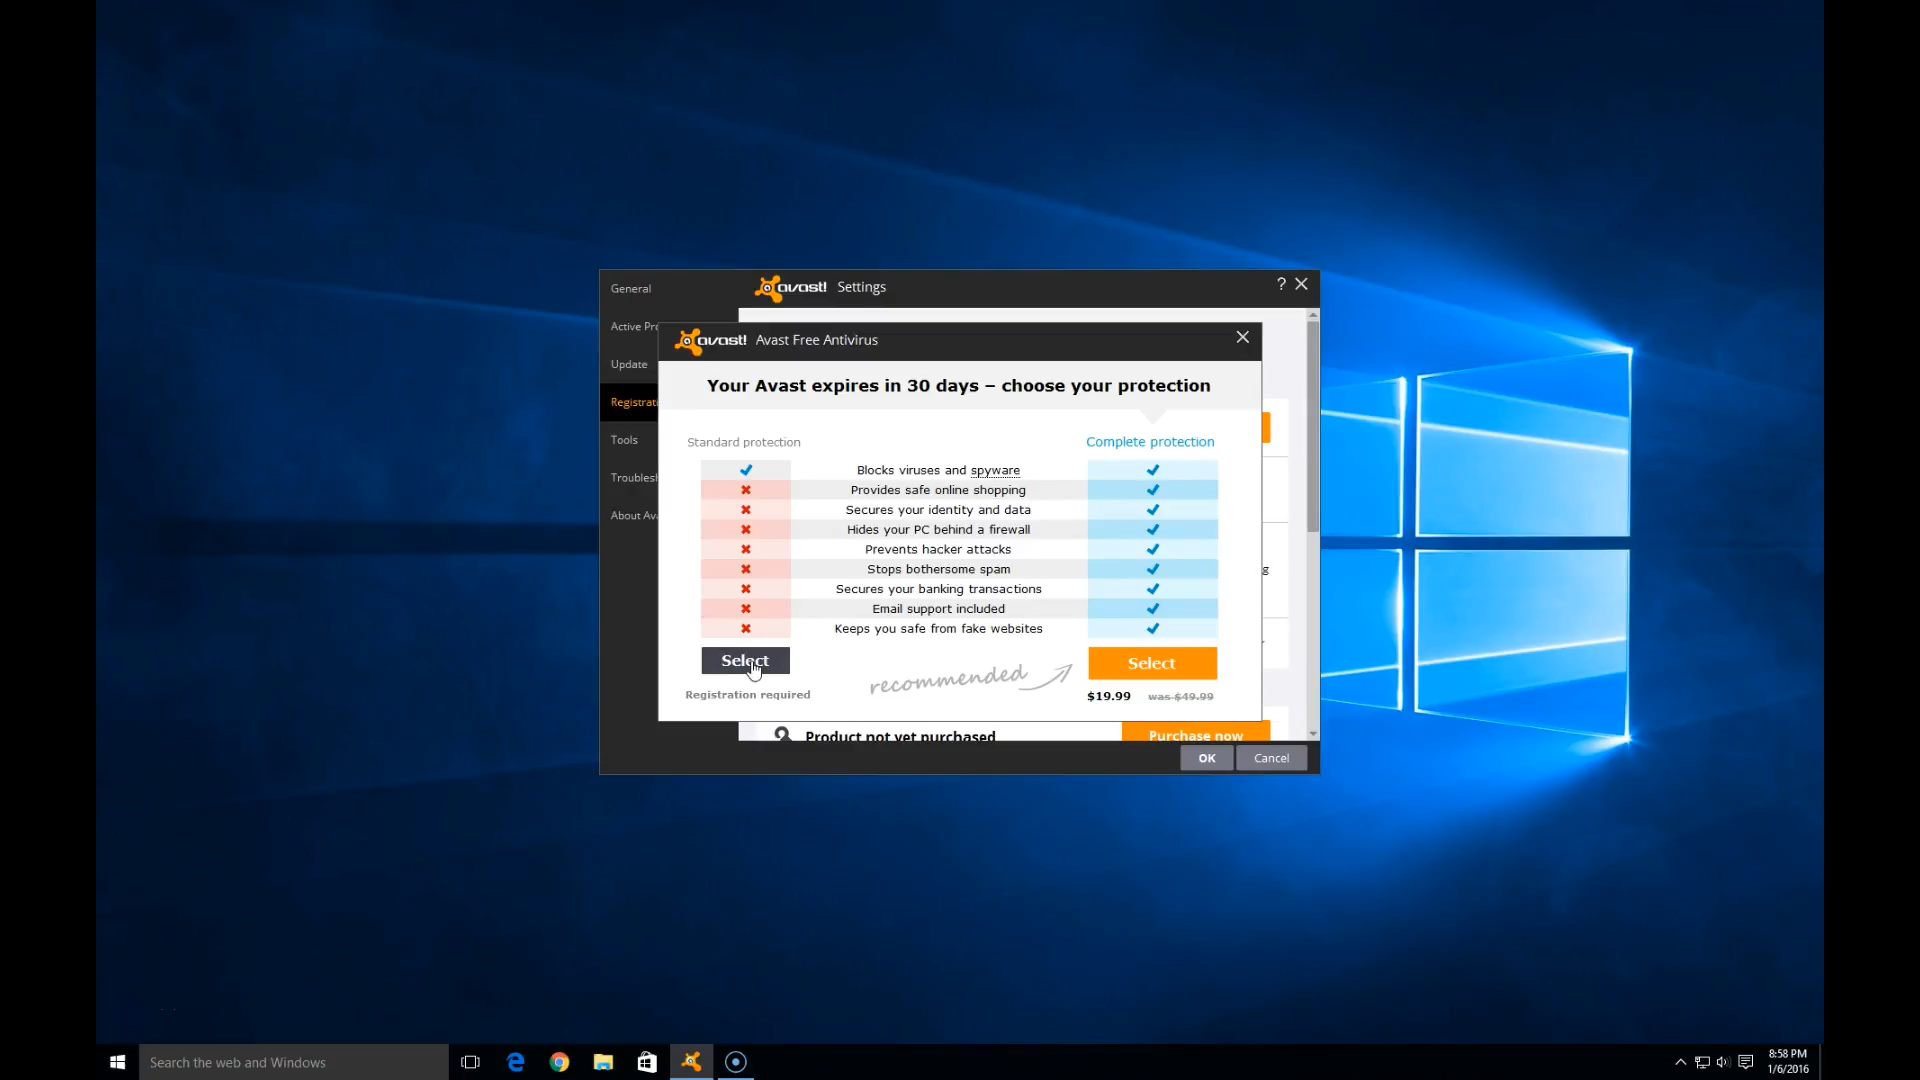 General
avast! Settings
?
Active Pro
avast! Avast Free Antivirus
Update
Your Avast expires in 30 days – choose your protection
Registrati
Tools
Standard protection
Complete protection
Blocks viruses and spyware
Troublesh
Provides safe online shopping
Secures your identity and data
About Ava
Hides your PC behind a firewall
Prevents hacker attacks
Stops bothersome spam
g
Secures your banking transactions
Email support included
Keeps you safe from fake websites
Select
recommended
Select
Registration required
$19.99 was $49.99
Product not yet purchased
Purchase now
OK
Cancel
Search the web and Windows
8:58 PM
1/6/2016